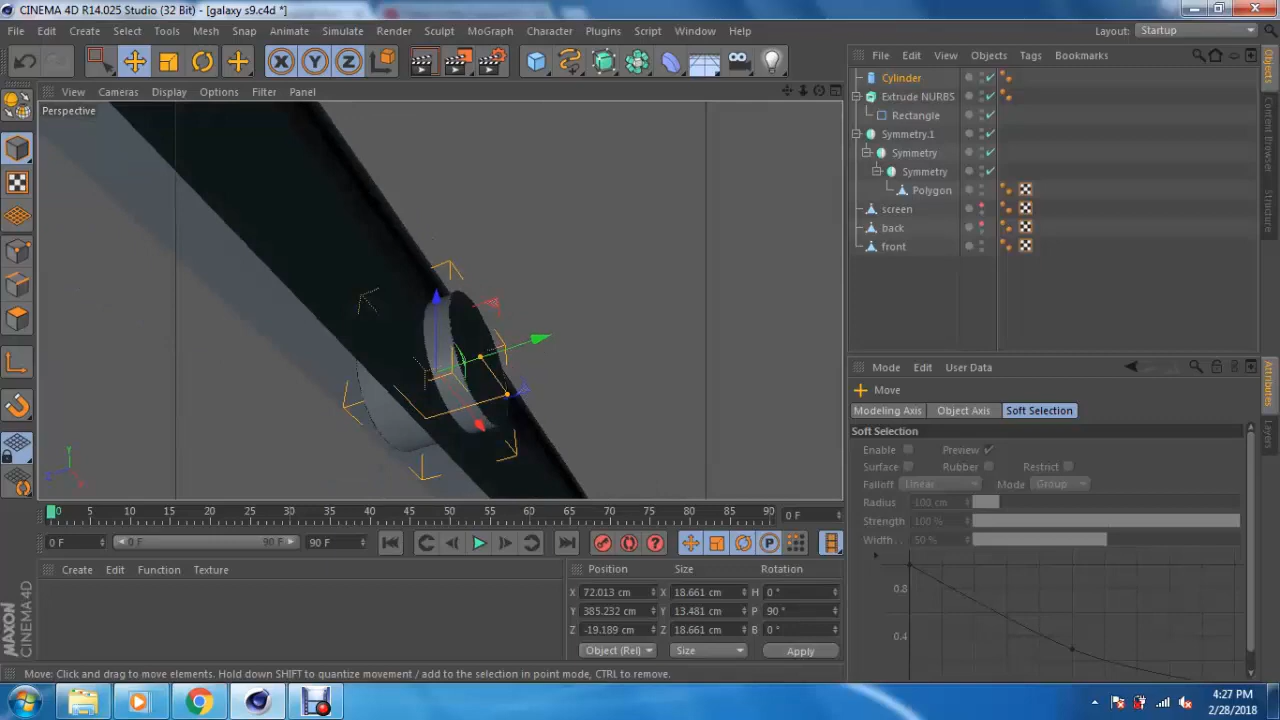 CINEMA 4D R14.025 Studio (32 Bit) - [galaxy s9.c4d *]
File Edit Create Select Tools Mesh Snap Animate Simulate Render Sculpt MoGraph Character Plugins Script Window Help Layout: Startup
X Y Z
File Edit View Objects Tags Bookmarks
View Cameras Display Options Filter Panel
Perspective
Cylinder
Extrude NURBS
Rectangle
Symmetry.1
Symmetry
Symmetry
Polygon
screen
back
front
Objects
Content Browser
Structure
Mode Edit User Data
Attributes
Layers
Move
Modeling Axis Object Axis Soft Selection
Soft Selection
Enable Preview
Surface Rubber Restrict
Falloff Linear Mode Group
Radius 100 cm
Strength 100 %
Width . . 50 %
0.8
0.4
Y
X
Z
0 5 10 15 20 25 30 35 40 45 50 55 60 65 70 75 80 85 90 0 F
0 F 0 F 90 F 90 F
P
Create Edit Function Texture
Position Size Rotation
X 72.013 cm X 18.661 cm H 0 °
Y 385.232 cm Y 13.481 cm P 90 °
Z -19.189 cm Z 18.661 cm B 0 °
Object (Rel) Size Apply
MAXON CINEMA 4D
Move: Click and drag to move elements. Hold down SHIFT to quantize movement / add to the selection in point mode, CTRL to remove.
4:27 PM
2/28/2018